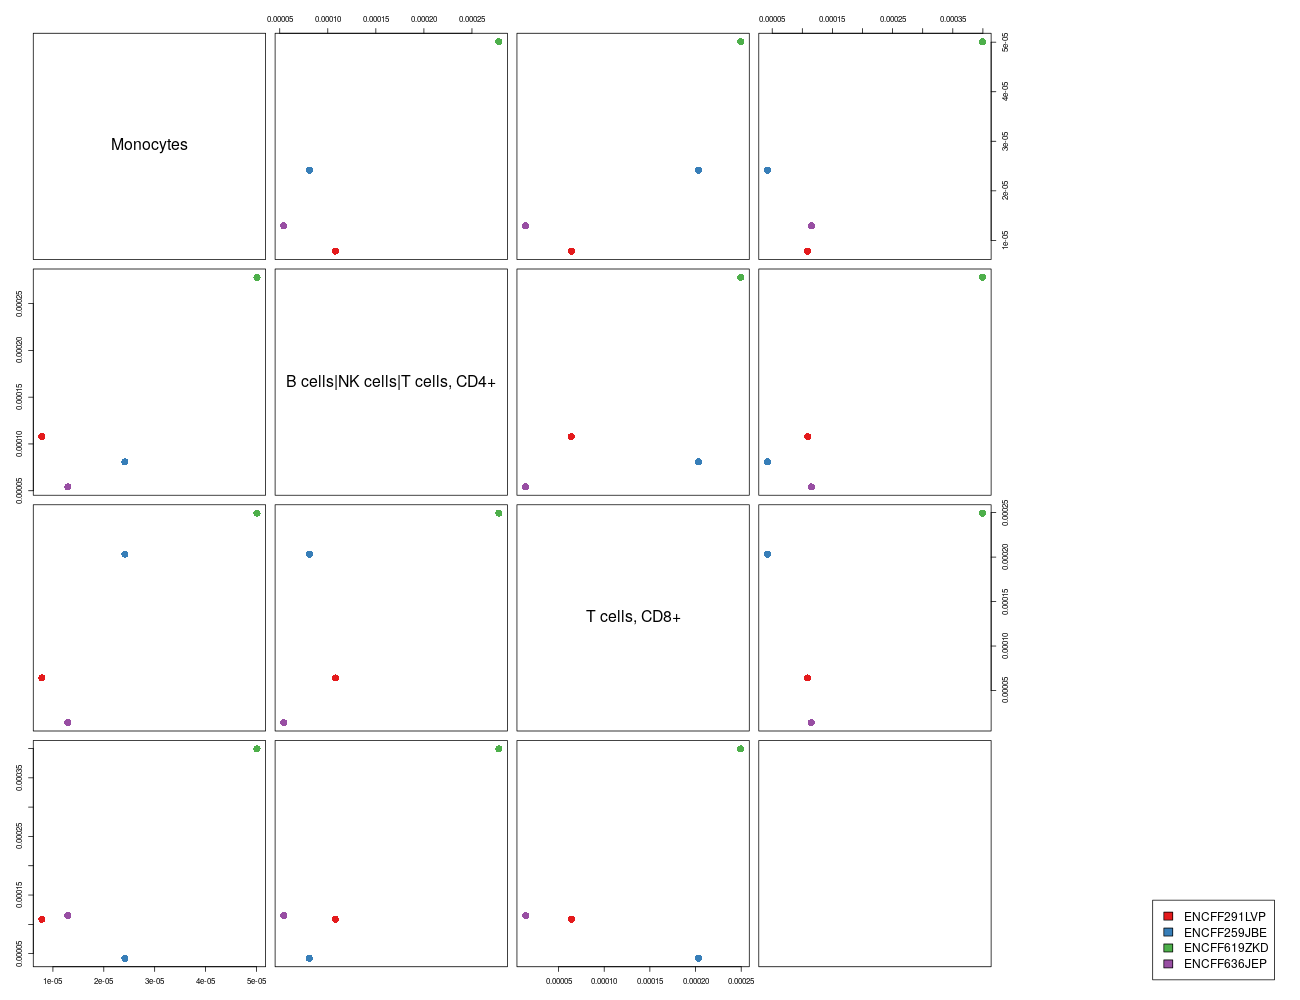 0.00005 0.00010 0.00020 0.00025
0.00005 0.00015 0.00025 0.00035
Monocytes
1e-05 2e-05 3e-05 4e-05 5e-05
0.00005 0.00010 0.00015 0.00020 0.00025
B cells|NK cells|T cells, CD4+
T cells, CD8+
0.00005 0.00010 0.00015 0.00020 0.00025
0.00005 0.00015 0.00025 0.00035
1e-05 2e-05 3e-05 4e-05 5e-05
0.00005 0.00010 0.00015 0.00020 0.00025
ENCFF291LVP
ENCFF259JBE
ENCFF619ZKD
ENCFF636JEP